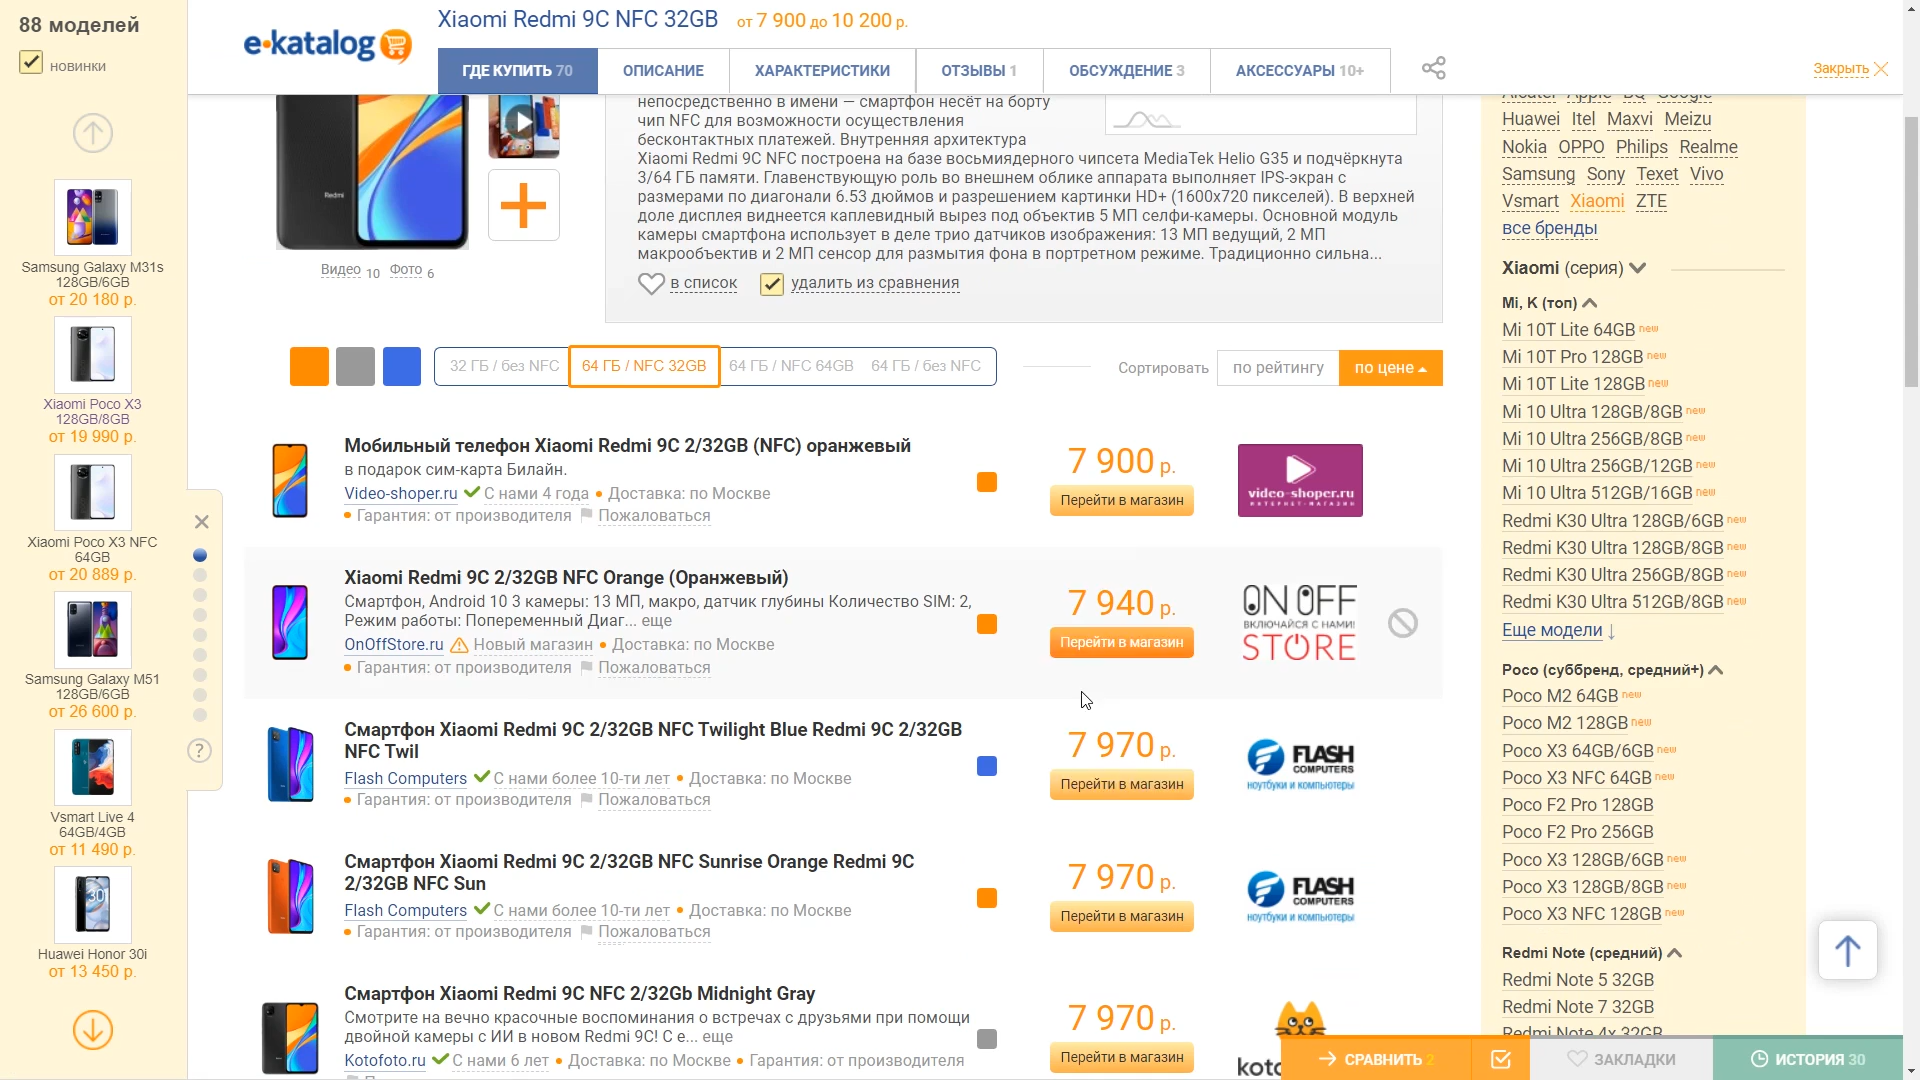 88 моделей
новинки
Samsung Galaxy M31s
128GB/6GB
от 20 180 р.
Xiaomi Poco X3
128GB/8GB
от 19 990 р.
Xiaomi Poco X3 NFC
64GB
от 20 889 р.
Samsung Galaxy M51
128GB/6GB
от 26 600 р.
Vsmart Live 4
64GB/4GB
от 11 490 р.
Huawei Honor 30i
от 13 450 р.
?
e-katalog
Xiaomi Redmi 9C NFC 32GB от 7 900 до 10 200 р.
ГДЕ КУПИТЬ 70
ОПИСАНИЕ
ХАРАКТЕРИСТИКИ
ОТЗЫВЫ 1
ОБСУЖДЕНИЕ 3
АКСЕССУАРЫ 10+
Закрыть
Redmi
Видео 10 Фото 6
непосредственно в имени — смартфон несёт на борту
чип NFC для возможности осуществления
бесконтактных платежей. Внутренняя архитектура
Xiaomi Redmi 9C NFC построена на базе восьмиядерного чипсета MediaTek Helio G35 и подчёркнута
3/64 ГБ памяти. Главенствующую роль во внешнем облике аппарата выполняет IPS-экран с
размерами по диагонали 6.53 дюймов и разрешением картинки HD+ (1600x720 пикселей). В верхней
доле дисплея виднеется каплевидный вырез под объектив 5 МП селфи-камеры. Основной модуль
камеры смартфона использует в деле трио датчиков изображения: 13 МП ведущий, 2 МП
макрообъектив и 2 МП сенсор для размытия фона в портретном режиме. Традиционно сильна...
в список
удалить из сравнения
32 ГБ / без NFC
64 ГБ / NFC 32GB
64 ГБ / NFC 64GB
64 ГБ / без NFC
Сортировать
по рейтингу
по цене
Мобильный телефон Xiaomi Redmi 9C 2/32GB (NFC) оранжевый
в подарок сим-карта Билайн.
Video-shoper.ru С нами 4 года • Доставка: по Москве
• Гарантия: от производителя Пожаловаться
7 900 р.
Перейти в магазин
video-shoper.ru
ИНТЕРНЕТ-МАГАЗИН
Xiaomi Redmi 9C 2/32GB NFC Orange (Оранжевый)
Смартфон, Android 10 3 камеры: 13 МП, макро, датчик глубины Количество SIM: 2,
Режим работы: Попеременный Диаг... еще
OnOffStore.ru Новый магазин • Доставка: по Москве
• Гарантия: от производителя Пожаловаться
7 940 р.
Перейти в магазин
ON OFF
ВКЛЮЧАЙСЯ С НАМИ!
STORE
Смартфон Xiaomi Redmi 9C 2/32GB NFC Twilight Blue Redmi 9C 2/32GB
NFC Twil
Flash Computers С нами более 10-ти лет • Доставка: по Москве
• Гарантия: от производителя Пожаловаться
7 970 р.
Перейти в магазин
FLASH
COMPUTERS
ноутбуки и компьютеры
Смартфон Xiaomi Redmi 9C 2/32GB NFC Sunrise Orange Redmi 9C
2/32GB NFC Sun
Flash Computers С нами более 10-ти лет • Доставка: по Москве
• Гарантия: от производителя Пожаловаться
7 970 р.
Перейти в магазин
FLASH
COMPUTERS
ноутбуки и компьютеры
Смартфон Xiaomi Redmi 9C NFC 2/32Gb Midnight Gray
Смотрите на вечно красочные воспоминания о встречах с друзьями при помощи
двойной камеры с ИИ в новом Redmi 9C! С е... еще
Kotofoto.ru С нами 6 лет • Доставка: по Москве • Гарантия: от производителя
7 970 р.
Перейти в магазин
Alcatel Apple BQ Google
Huawei Itel Maxvi Meizu
Nokia OPPO Philips Realme
Samsung Sony Texet Vivo
Vsmart Xiaomi ZTE
все бренды
Xiaomi (серия)
Mi, K (топ)
Mi 10T Lite 64GB new
Mi 10T Pro 128GB new
Mi 10T Lite 128GB new
Mi 10 Ultra 128GB/8GB new
Mi 10 Ultra 256GB/8GB new
Mi 10 Ultra 256GB/12GB new
Mi 10 Ultra 512GB/16GB new
Redmi K30 Ultra 128GB/6GB new
Redmi K30 Ultra 128GB/8GB new
Redmi K30 Ultra 256GB/8GB new
Redmi K30 Ultra 512GB/8GB new
Еще модели ↓
Poco (суббренд, средний+)
Poco M2 64GB new
Poco M2 128GB new
Poco X3 64GB/6GB new
Poco X3 NFC 64GB new
Poco F2 Pro 128GB
Poco F2 Pro 256GB
Poco X3 128GB/6GB new
Poco X3 128GB/8GB new
Poco X3 NFC 128GB new
Redmi Note (средний)
Redmi Note 5 32GB
Redmi Note 7 32GB
Redmi Note 4x 32GB
СРАВНИТЬ 2
ЗАКЛАДКИ
ИСТОРИЯ 30